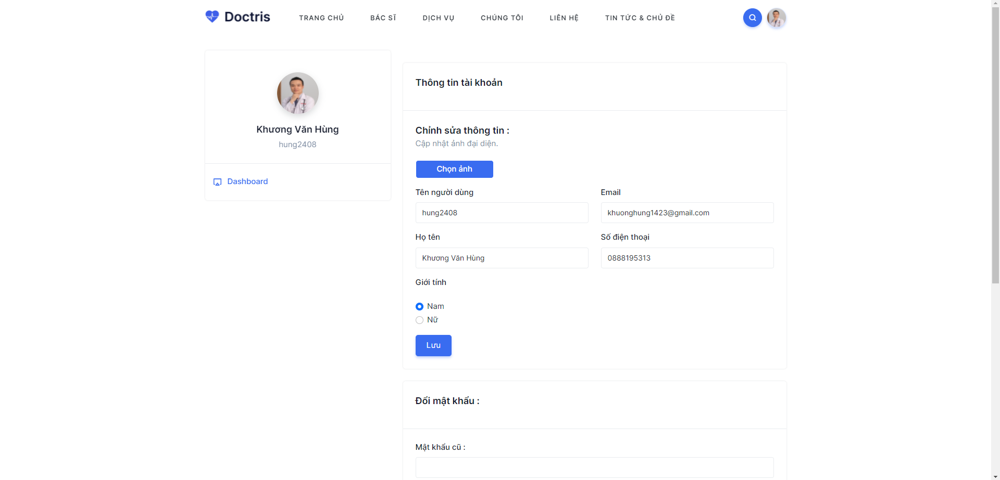 Doctris
TRANG CHỦ
BÁC SĨ
DỊCH VỤ
CHÚNG TÔI
LIÊN HỆ
TIN TỨC & CHỦ ĐỀ
Khương Văn Hùng
hung2408
Dashboard
Thông tin tài khoản
Chỉnh sửa thông tin :
Cập nhật ảnh đại diện.
Chọn ảnh
Tên người dùng
hung2408
Email
khuonghung1423@gmail.com
Họ tên
Khương Văn Hùng
Số điện thoại
0888195313
Giới tính
Nam
Nữ
Lưu
Đổi mật khẩu :
Mật khẩu cũ :